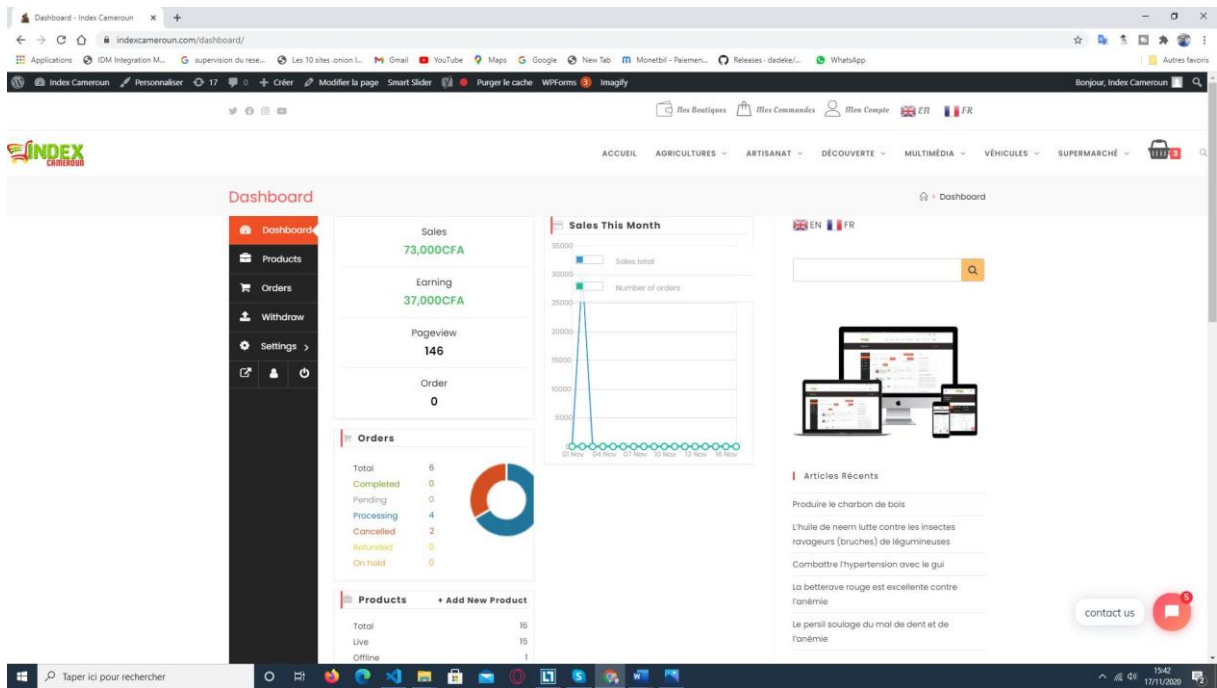 Dashboard - Index Cameroun
indexcameroun.com/dashboard/
Applications IDM Integration M... supervision du rese... Les 10 sites .onion l... Gmail YouTube Maps Google New Tab Monetbil - Paiemen... Releases · dadeke/... WhatsApp Autres favoris
Index Cameroun Personnaliser 17 0 + Créer Modifier la page Smart Slider Purger le cache WPForms 3 Imagify Bonjour, Index Cameroun
Mes Boutiques Mes Commandes Mon Compte EN FR
INDEX
CAMEROUN
ACCUEIL AGRICULTURES ARTISANAT DÉCOUVERTE MULTIMÉDIA VÉHICULES SUPERMARCHÉ 3
Dashboard
> Dashboard
Dashboard
Products
Orders
Withdraw
Settings
Sales
73,000CFA
Earning
37,000CFA
Pageview
146
Order
0
Orders
Total 6
Completed 0
Pending 0
Processing 4
Cancelled 2
Refunded 0
On hold 0
Products + Add New Product
Total 16
Live 15
Offline 1
Sales This Month
Sales total
Number of orders
35000
30000
25000
20000
15000
10000
5000
0
01 Nov 04 Nov 07 Nov 10 Nov 13 Nov 16 Nov
EN FR
Articles Récents
Produire le charbon de bois
L'huile de neem lutte contre les insectes
ravageurs (bruches) de légumineuses
Combattre l'hypertension avec le gui
La betterave rouge est excellente contre
l'anémie
Le persil soulage du mal de dent et de
l'anémie
contact us
5
Taper ici pour rechercher
15:42
17/11/2020
2